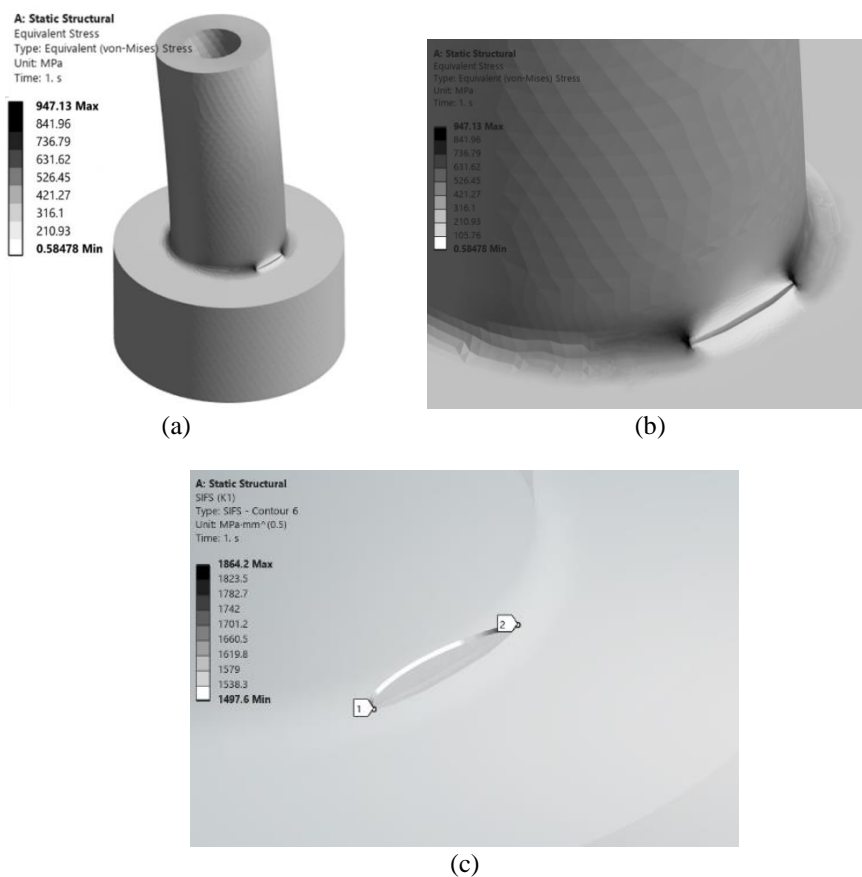 A: Static Structural
Equivalent Stress
Type: Equivalent (von-Mises) Stress
Unit: MPa
Time: 1. s
947.13 Max
841.96
736.79
631.62
526.45
421.27
316.1
210.93
0.58478 Min
(a)
A: Static Structural
Equivalent Stress
Type: Equivalent (von-Mises) Stress
Unit: MPa
Time: 1. s
947.13 Max
841.96
736.79
631.62
526.45
421.27
316.1
210.93
105.76
0.58478 Min
(b)
A: Static Structural
SIFS (K1)
Type: SIFS - Contour 6
Unit: MPa·mm^(0.5)
Time: 1. s
1864.2 Max
1823.5
1782.7
1742
1701.2
1660.5
1619.8
1579
1538.3
1497.6 Min
2
1
(c)